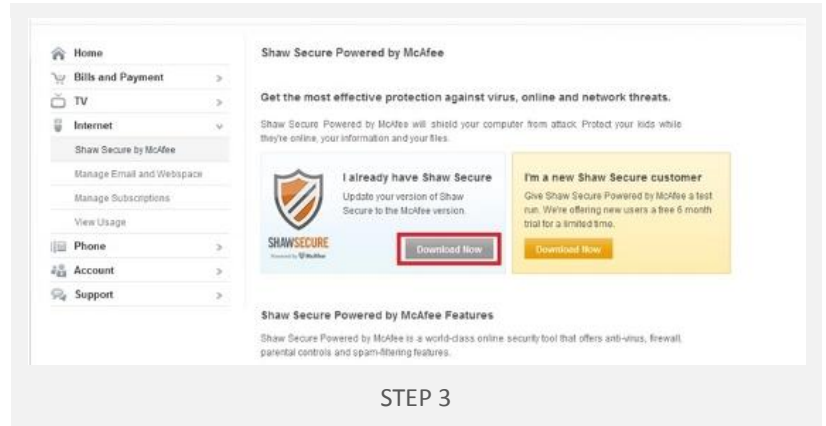 Home
Bills and Payment
TV
Internet
Shaw Secure by McAfee
Manage Email and Webspace
Manage Subscriptions
View Usage
Phone
Account
Support
Shaw Secure Powered by McAfee
Get the most effective protection against virus, online and network threats.
Shaw Secure Powered by McAfee will shield your computer from attack. Protect your kids while
they're online, your information and your files.
SHAWSECURE
Powered by McAfee
I already have Shaw Secure
Update your version of Shaw
Secure to the McAfee version.
Download Now
I'm a new Shaw Secure customer
Give Shaw Secure Powered by McAfee a test
run. We're offering new users a free 6 month
trial for a limited time.
Download Now
Shaw Secure Powered by McAfee Features
Shaw Secure Powered by McAfee is a world-class online security tool that offers anti-virus, firewall,
parental controls and spam-filtering features.
STEP 3